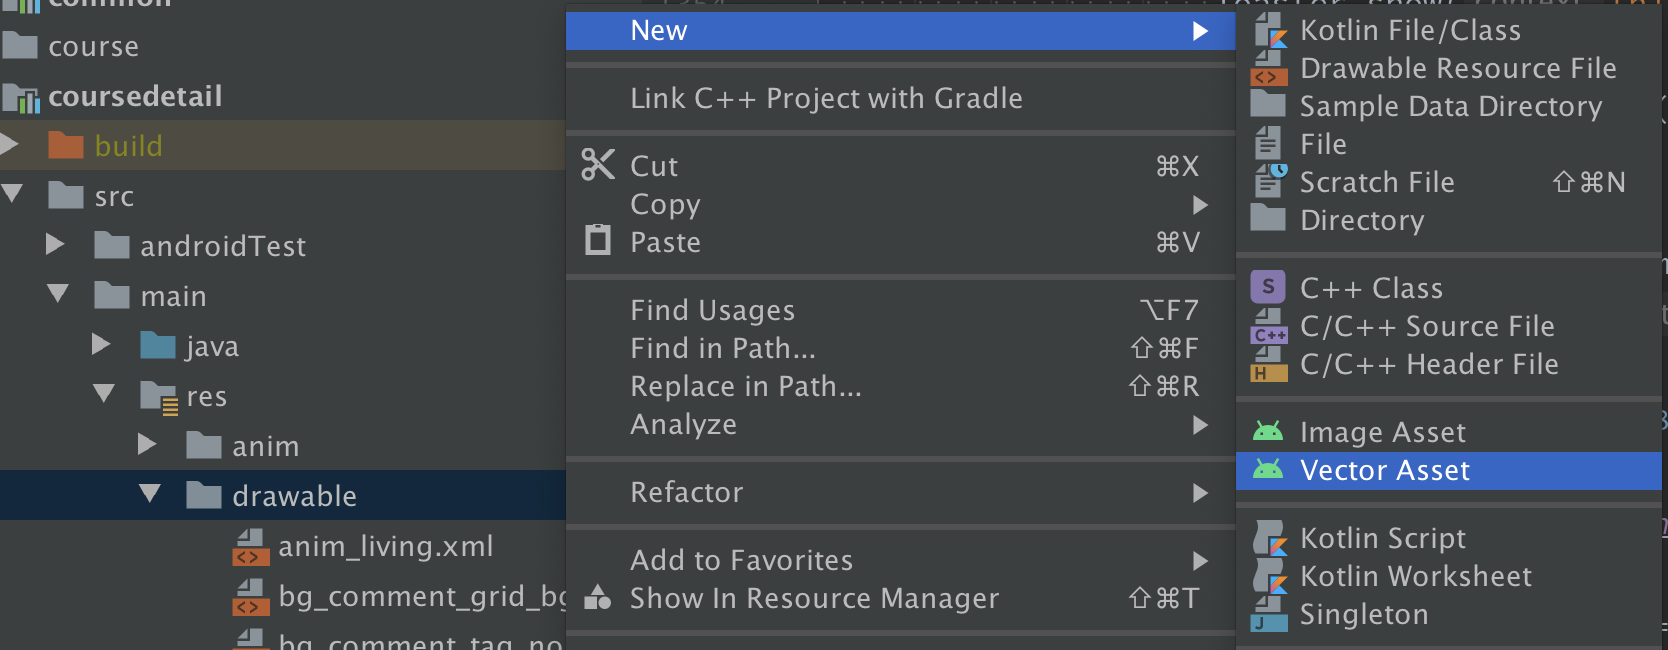 common
course
coursedetail
build
src
androidTest
main
java
res
anim
drawable
anim_living.xml
bg_comment_grid_bg
bg_comment_tag_no
New
Link C++ Project with Gradle
Cut ⌘X
Copy
Paste ⌘V
Find Usages ⌥F7
Find in Path... ⇧⌘F
Replace in Path... ⇧⌘R
Analyze
Refactor
Add to Favorites
Show In Resource Manager ⇧⌘T
Kotlin File/Class
Drawable Resource File
Sample Data Directory
File
Scratch File ⇧⌘N
Directory
S C++ Class
C++ C/C++ Source File
H C/C++ Header File
Image Asset
Vector Asset
Kotlin Script
Kotlin Worksheet
J Singleton